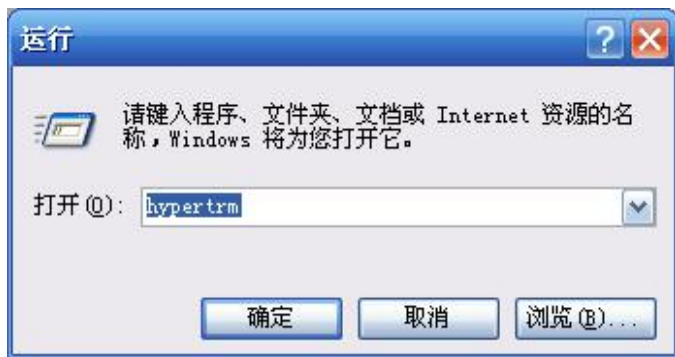 运行
请键入程序、文件夹、文档或 Internet 资源的名
称，Windows 将为您打开它。
打开(O): hypertrm
确定 取消 浏览(B)...